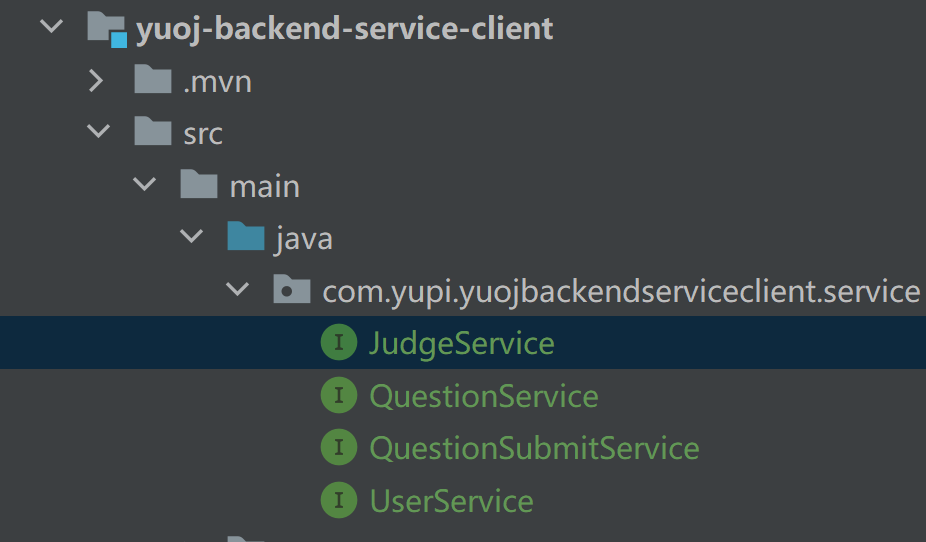 yuoj-backend-service-client
.mvn
src
main
java
com.yupi.yuojbackendserviceclient.service
I JudgeService
I QuestionService
I QuestionSubmitService
I UserService